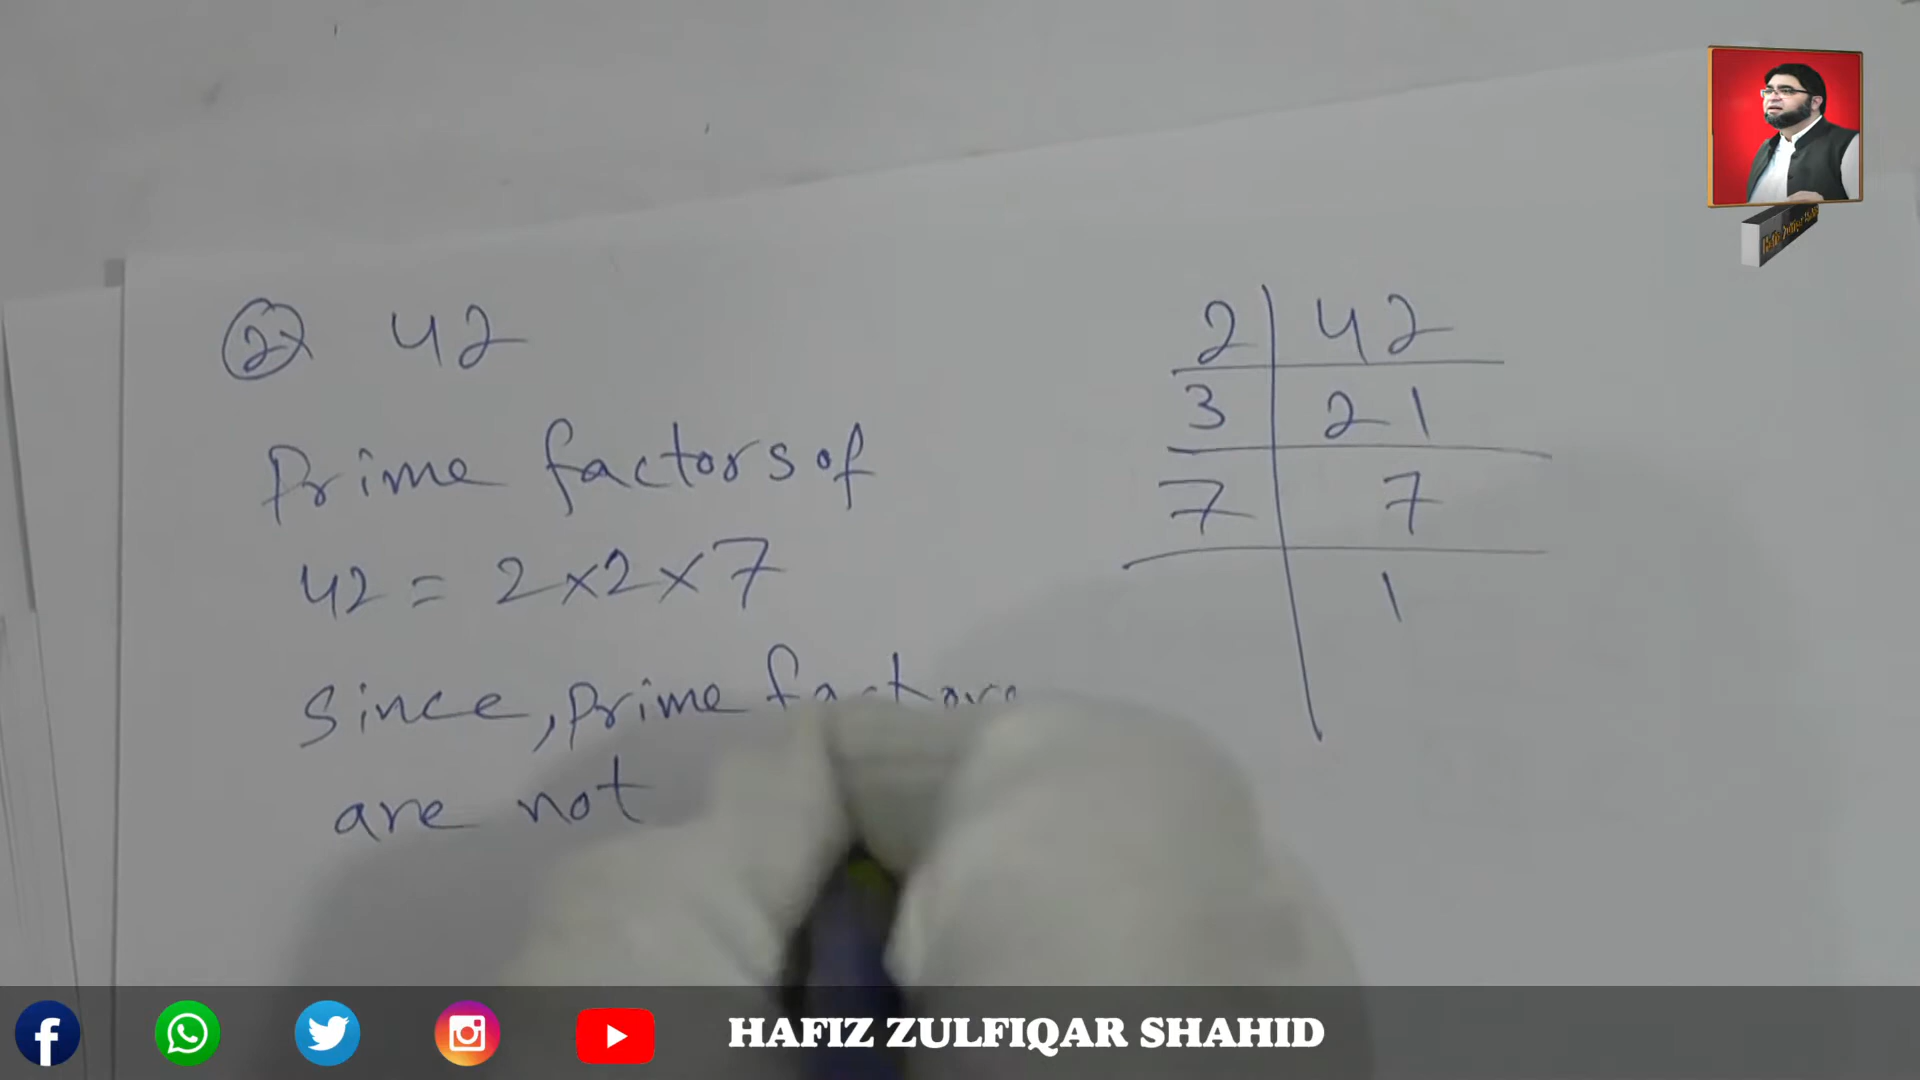 2 42
Prime factors of
42 = 2×2×7
Since, prime factors
are not
2 42
3 21
7 7
1
HAFIZ ZULFIQAR SHAHID